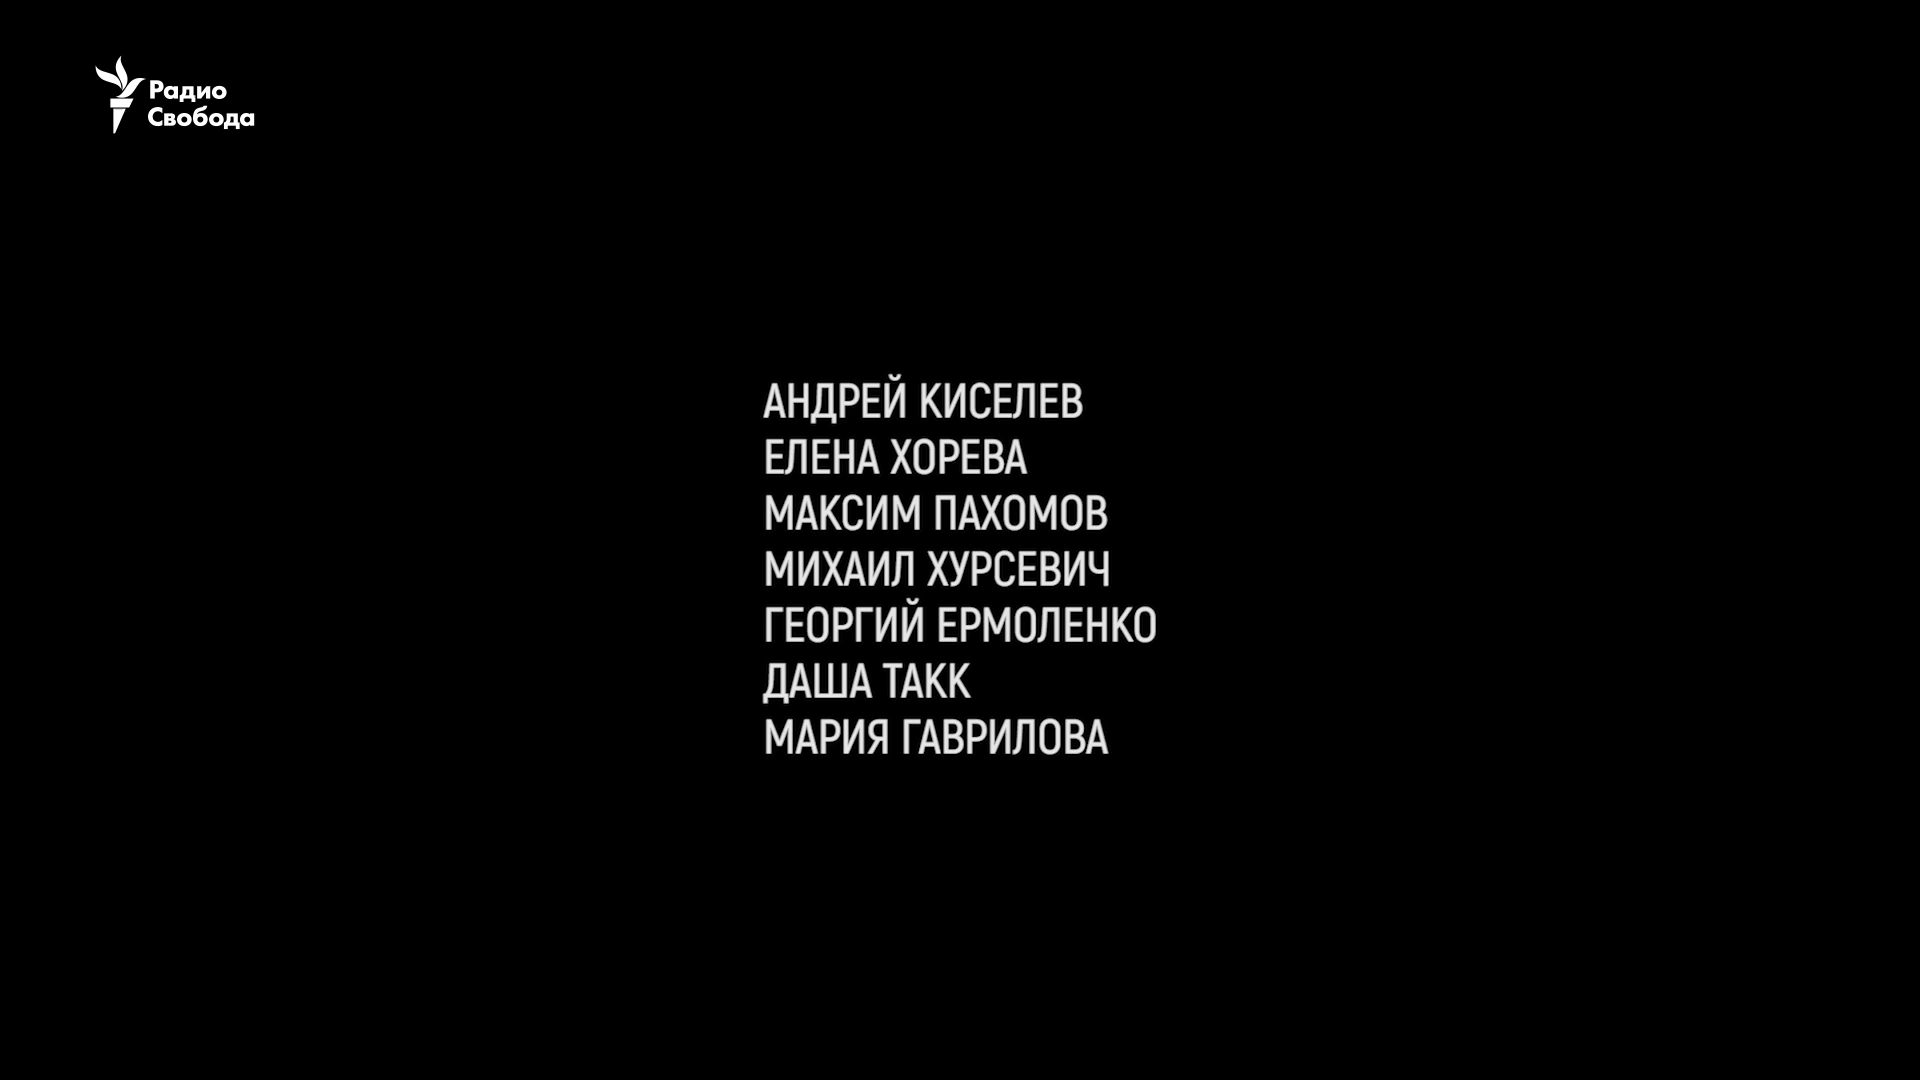 Радио
Свобода
АНДРЕЙ КИСЕЛЕВ
ЕЛЕНА ХОРЕВА
МАКСИМ ПАХОМОВ
МИХАИЛ ХУРСЕВИЧ
ГЕОРГИЙ ЕРМОЛЕНКО
ДАША ТАКК
МАРИЯ ГАВРИЛОВА